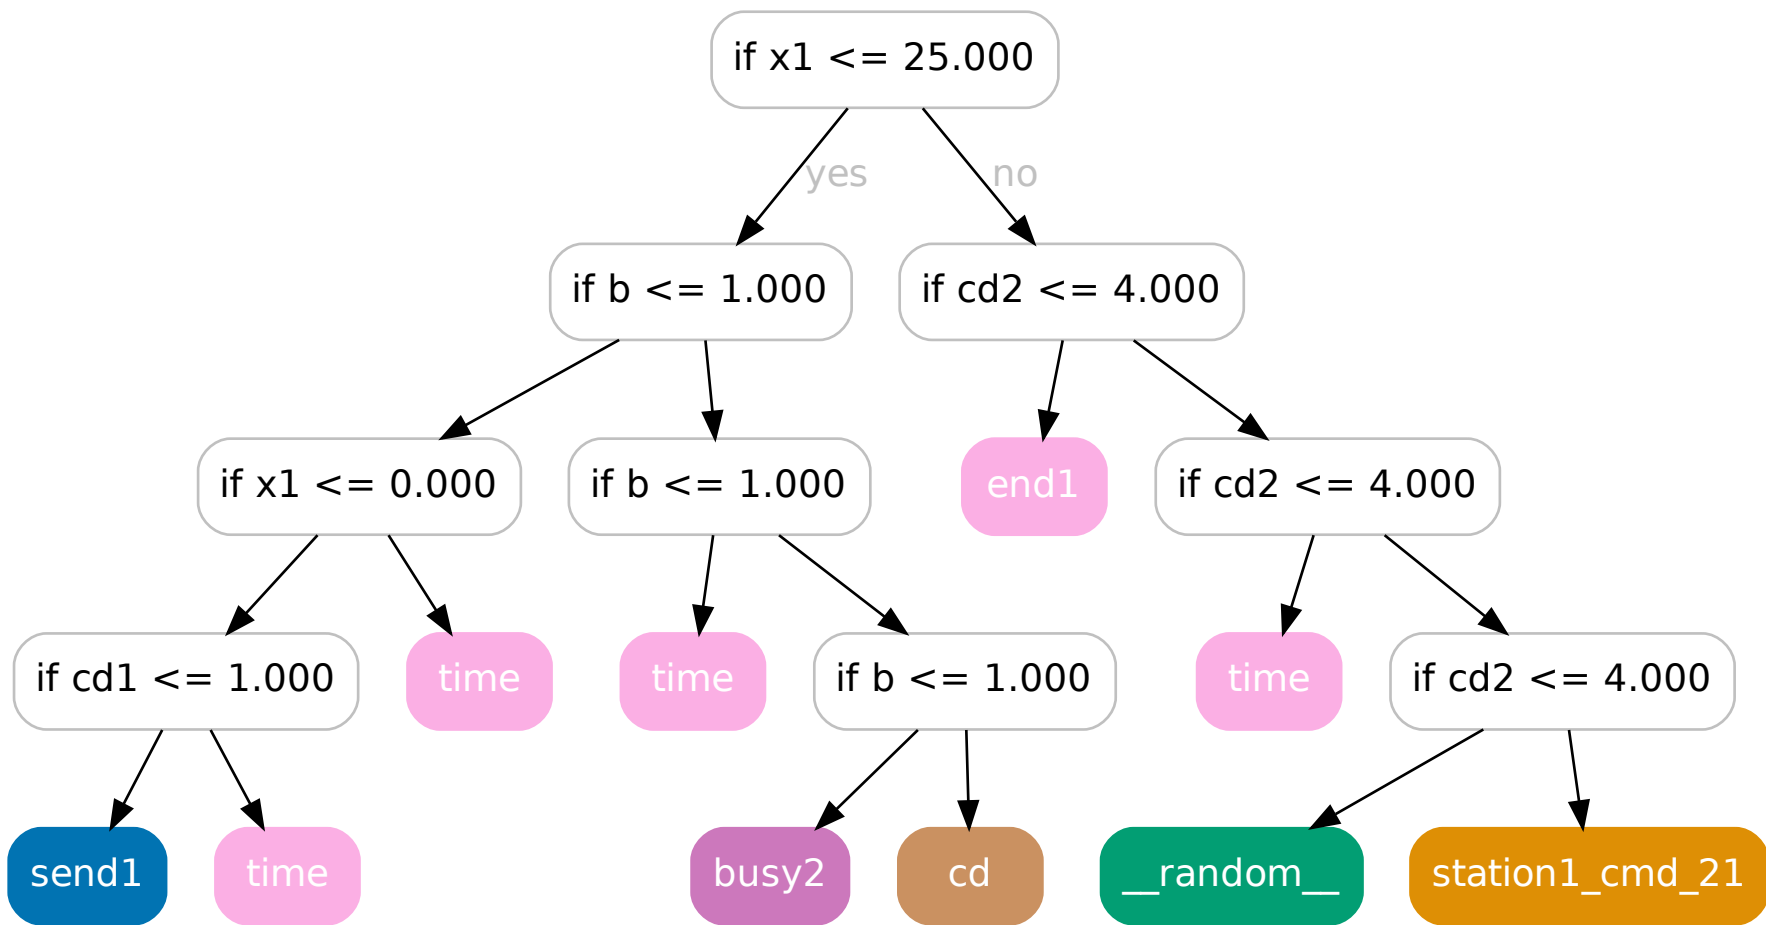 if x1 <= 25.000
yes
no
if b <= 1.000
if cd2 <= 4.000
if x1 <= 0.000
if b <= 1.000
end1
if cd2 <= 4.000
if cd1 <= 1.000
time
time
if b <= 1.000
time
if cd2 <= 4.000
send1
time
busy2
cd
__random__
station1_cmd_21